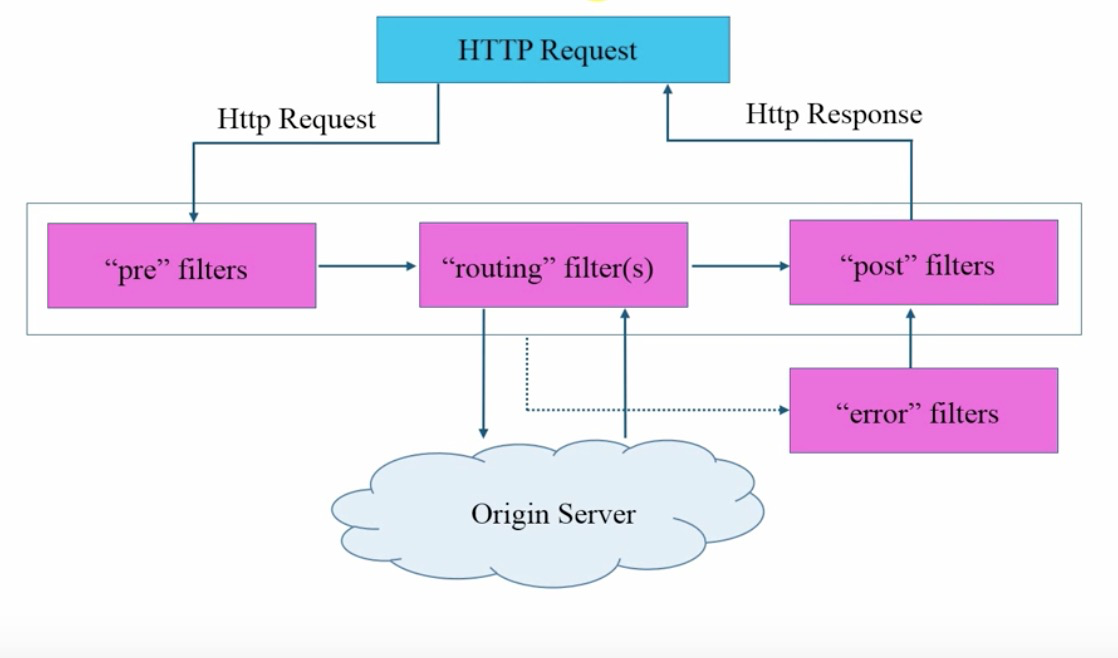 HTTP Request
Http Request
Http Response
“pre” filters
“routing” filter(s)
“post” filters
“error” filters
Origin Server